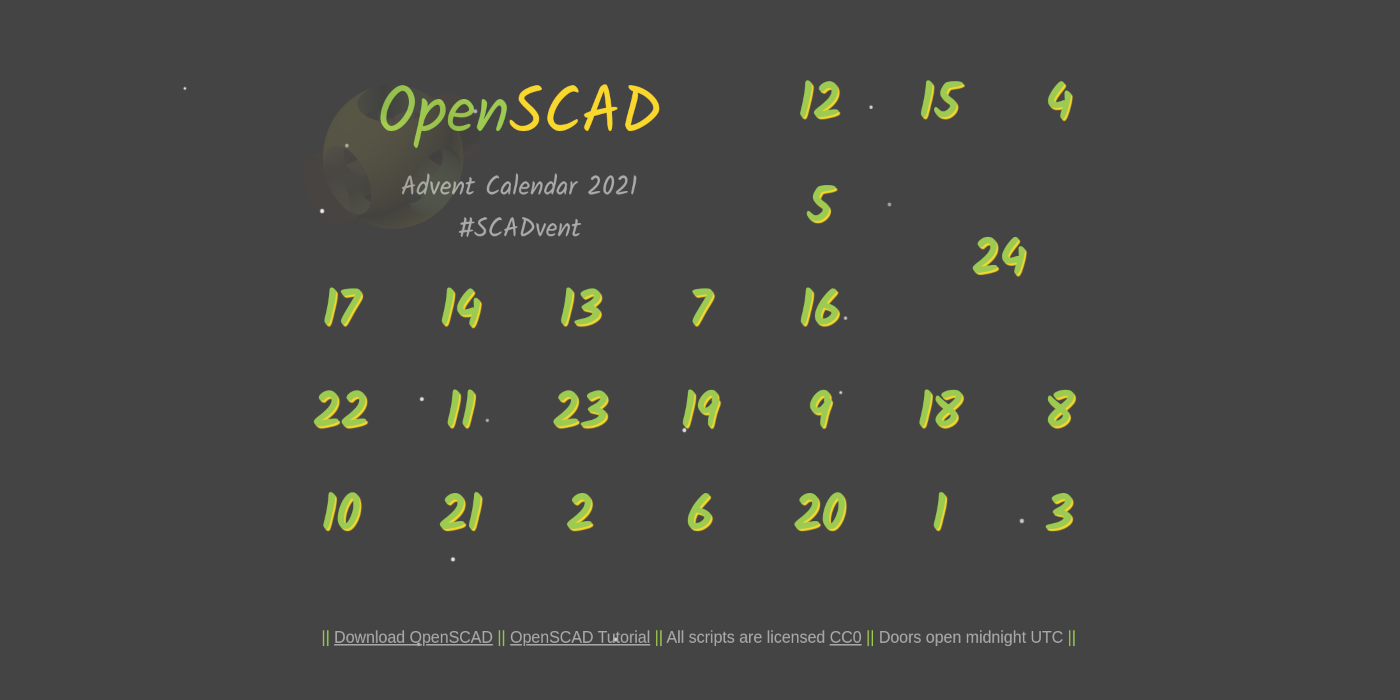 OpenSCAD
Advent Calendar 2021
#SCADvent
12 15 4
5
24
17 14 13 7 16
22 11 23 19 9 18 8
10 21 2 6 20 1 3
|| Download OpenSCAD || OpenSCAD Tutorial || All scripts are licensed CC0 || Doors open midnight UTC ||